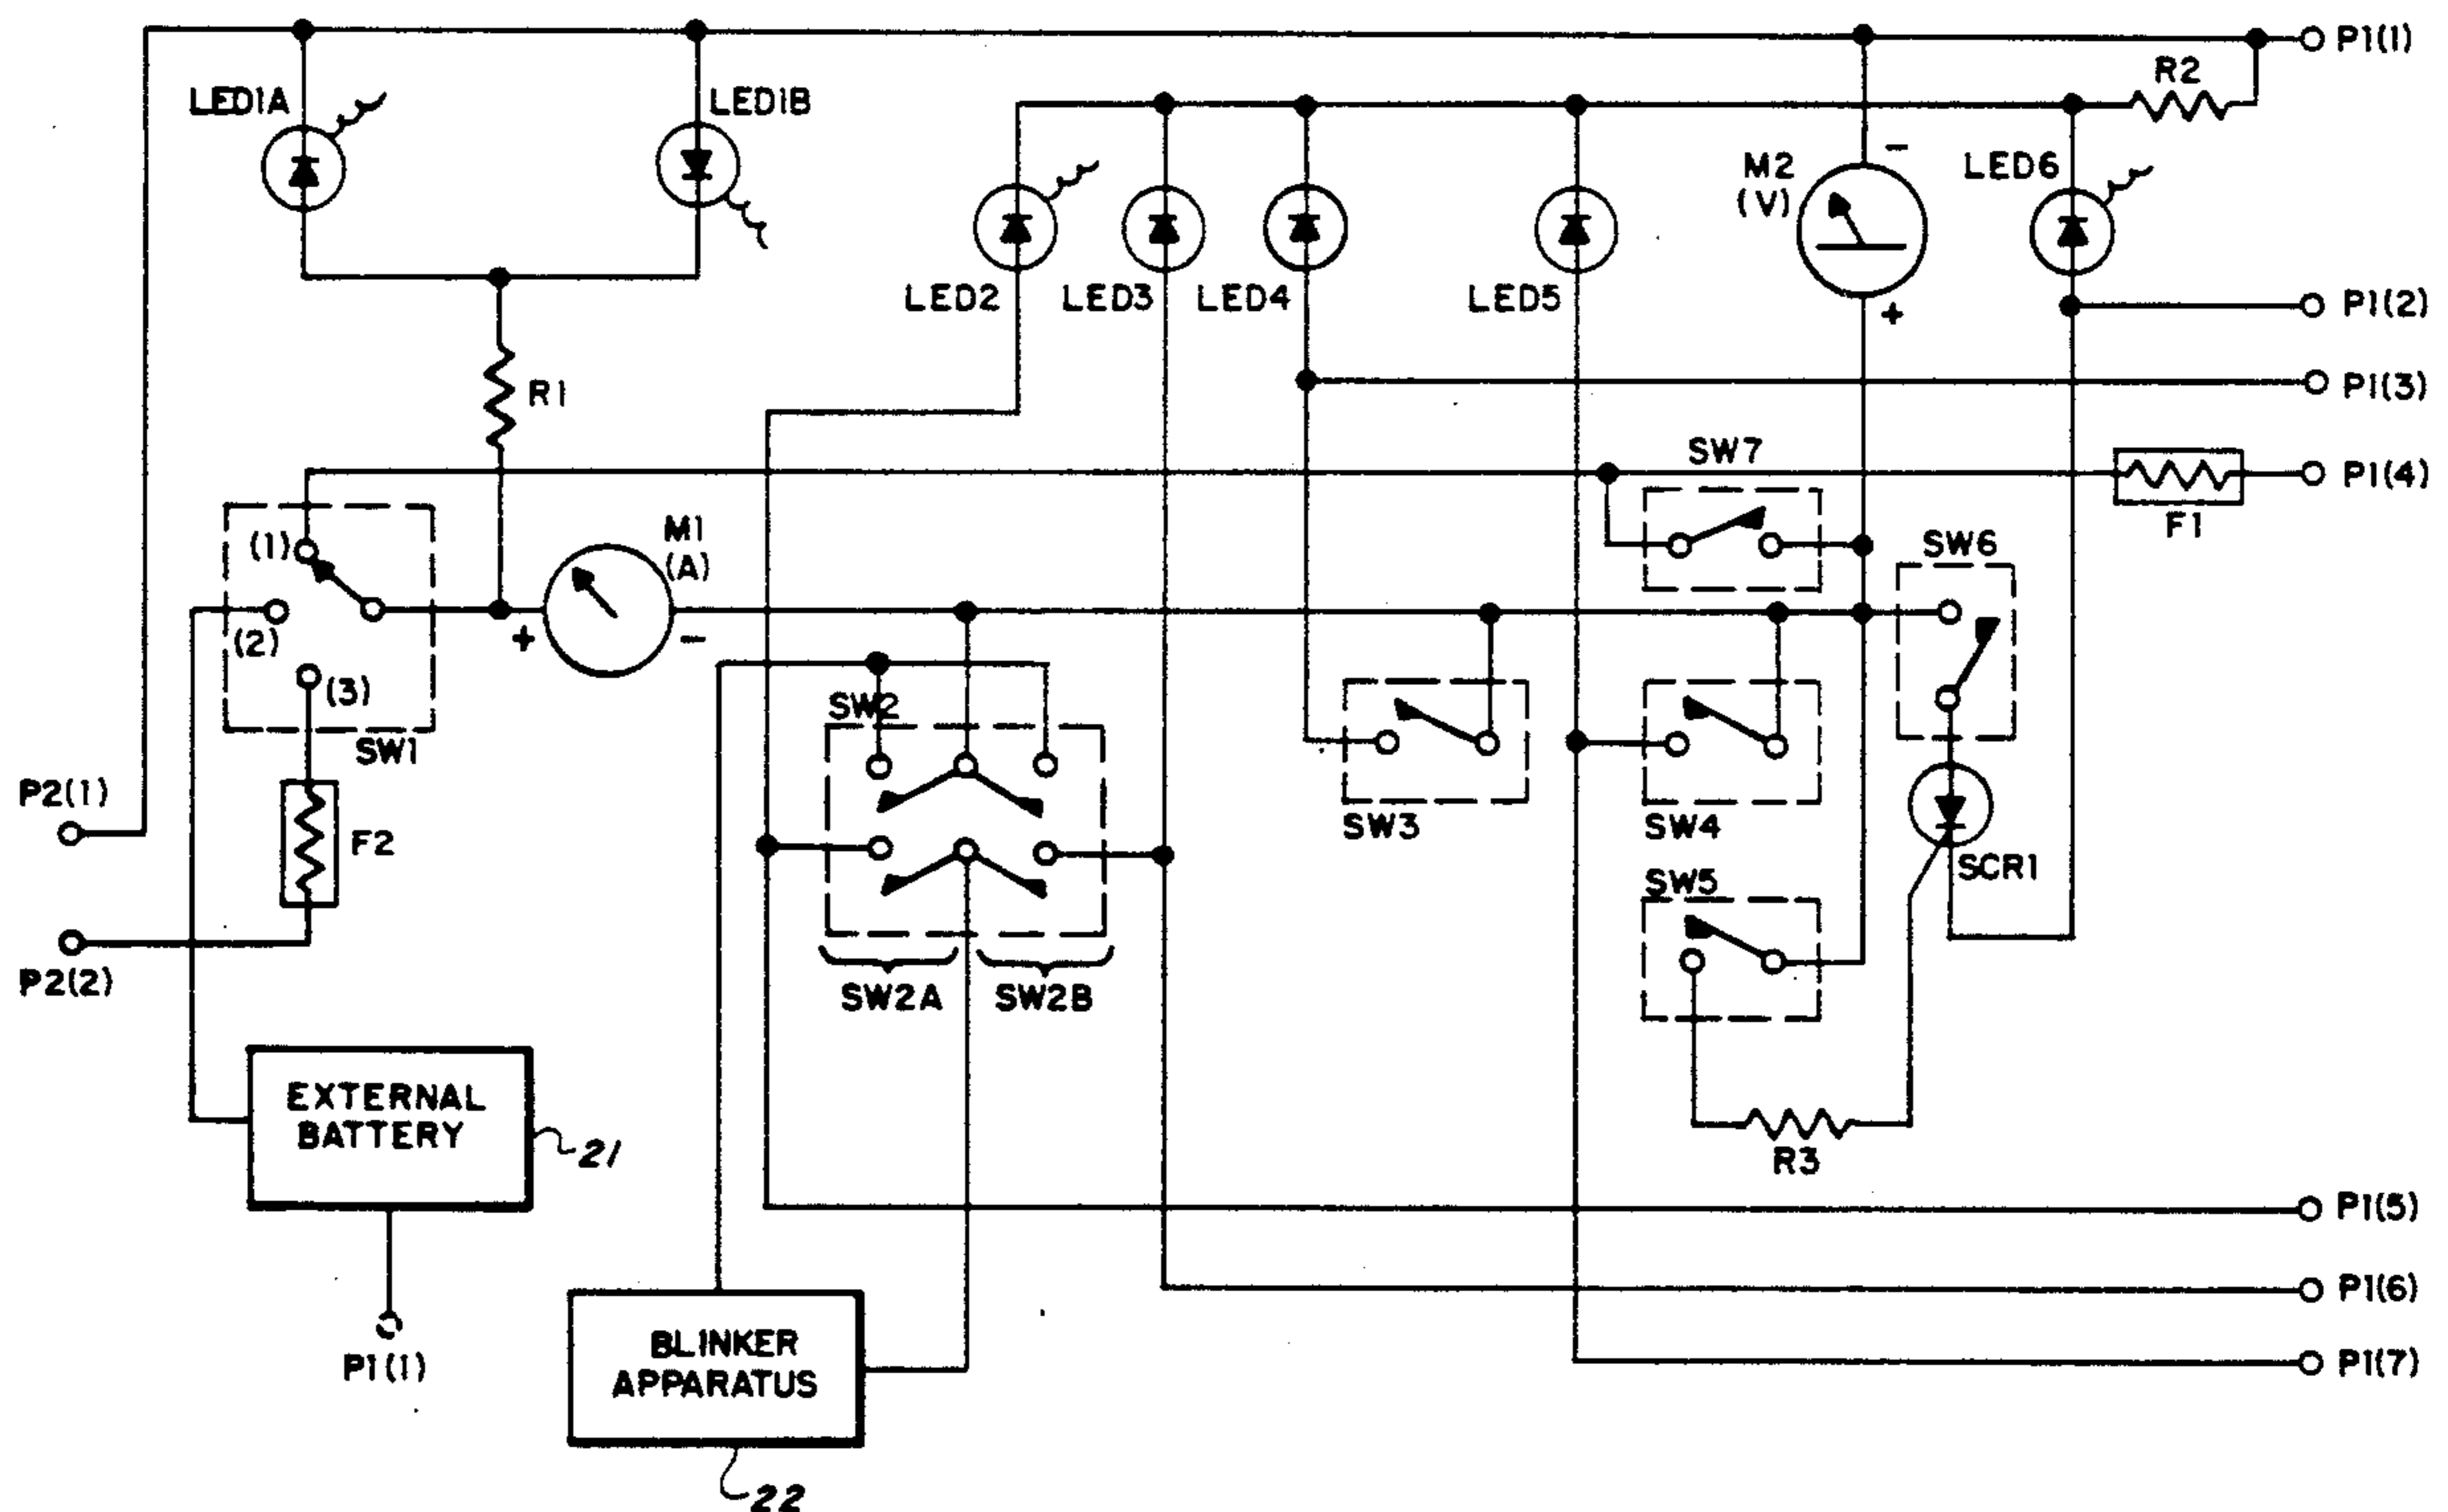 P1(1)
R2
LED1A
LED1B
M2
(V)
-
LED6
LED2
LED3
LED4
LED5
+
P1(2)
P1(3)
R1
SW7
P1(4)
F1
(1)
M1
(A)
SW6
(2)
+
-
(3)
SW2
SW1
P2(1)
F2
SW3
SW4
SCR1
SW5
P2(2)
SW2A
SW2B
EXTERNAL
BATTERY
21
R3
P1(5)
P1(6)
P1(1)
BLINKER
APPARATUS
P1(7)
22